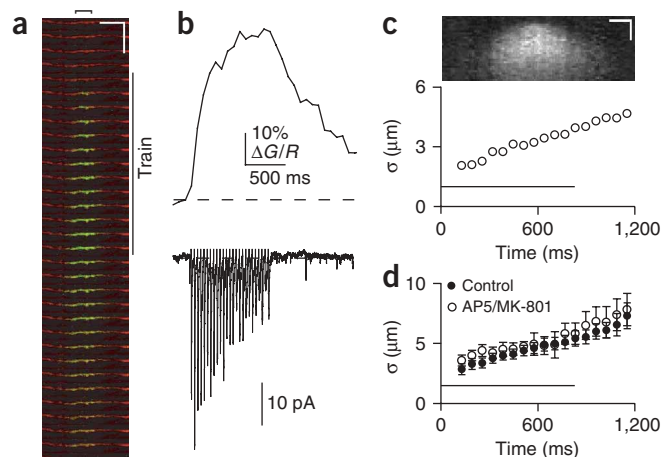 a
Train
b
10%
ΔG/R
500 ms
10 pA
c
6
3
0
σ (μm)
0
600
1,200
Time (ms)
d
Control
AP5/MK-801
10
5
0
σ (μm)
0
600
1,200
Time (ms)